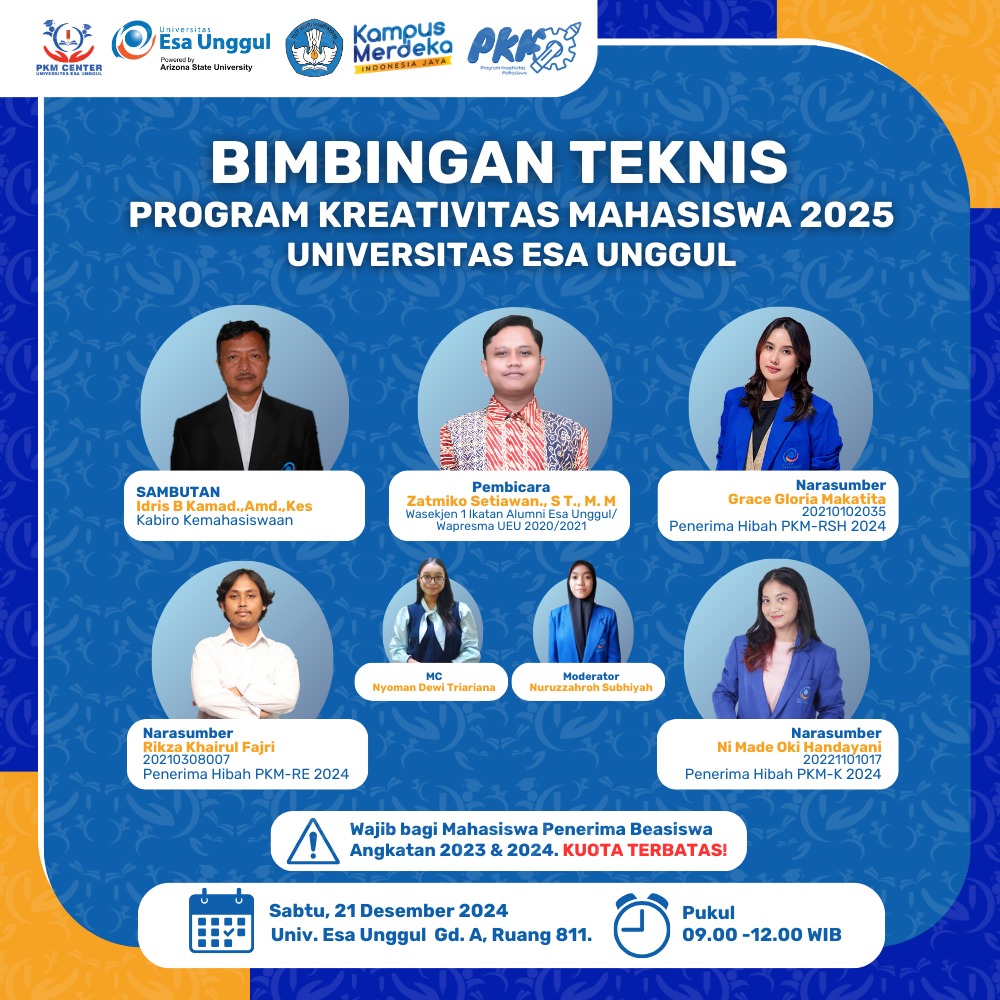 PKM CENTER
UNIVERSITAS ESA UNGGUL
Universitas
Esa Unggul
Powered by
Arizona State University
Kampus
Merdeka
INDONESIA JAYA
PKK
Program Kreativitas
Mahasiswa
BIMBINGAN TEKNIS
PROGRAM KREATIVITAS MAHASISWA 2025
UNIVERSITAS ESA UNGGUL
SAMBUTAN
Idris B Kamad.,Amd.,Kes
Kabiro Kemahasiswaan
Pembicara
Zatmiko Setiawan., S T., M. M
Wasekjen 1 Ikatan Alumni Esa Unggul/
Wapresma UEU 2020/2021
Narasumber
Grace Gloria Makatita
20210102035
Penerima Hibah PKM-RSH 2024
Narasumber
Rikza Khairul Fajri
20210308007
Penerima Hibah PKM-RE 2024
MC
Nyoman Dewi Triariana
Moderator
Nuruzzahroh Subhiyah
Narasumber
Ni Made Oki Handayani
20221101017
Penerima Hibah PKM-K 2024
Wajib bagi Mahasiswa Penerima Beasiswa
Angkatan 2023 & 2024. KUOTA TERBATAS!
Sabtu, 21 Desember 2024
Univ. Esa Unggul Gd. A, Ruang 811.
Pukul
09.00 -12.00 WIB